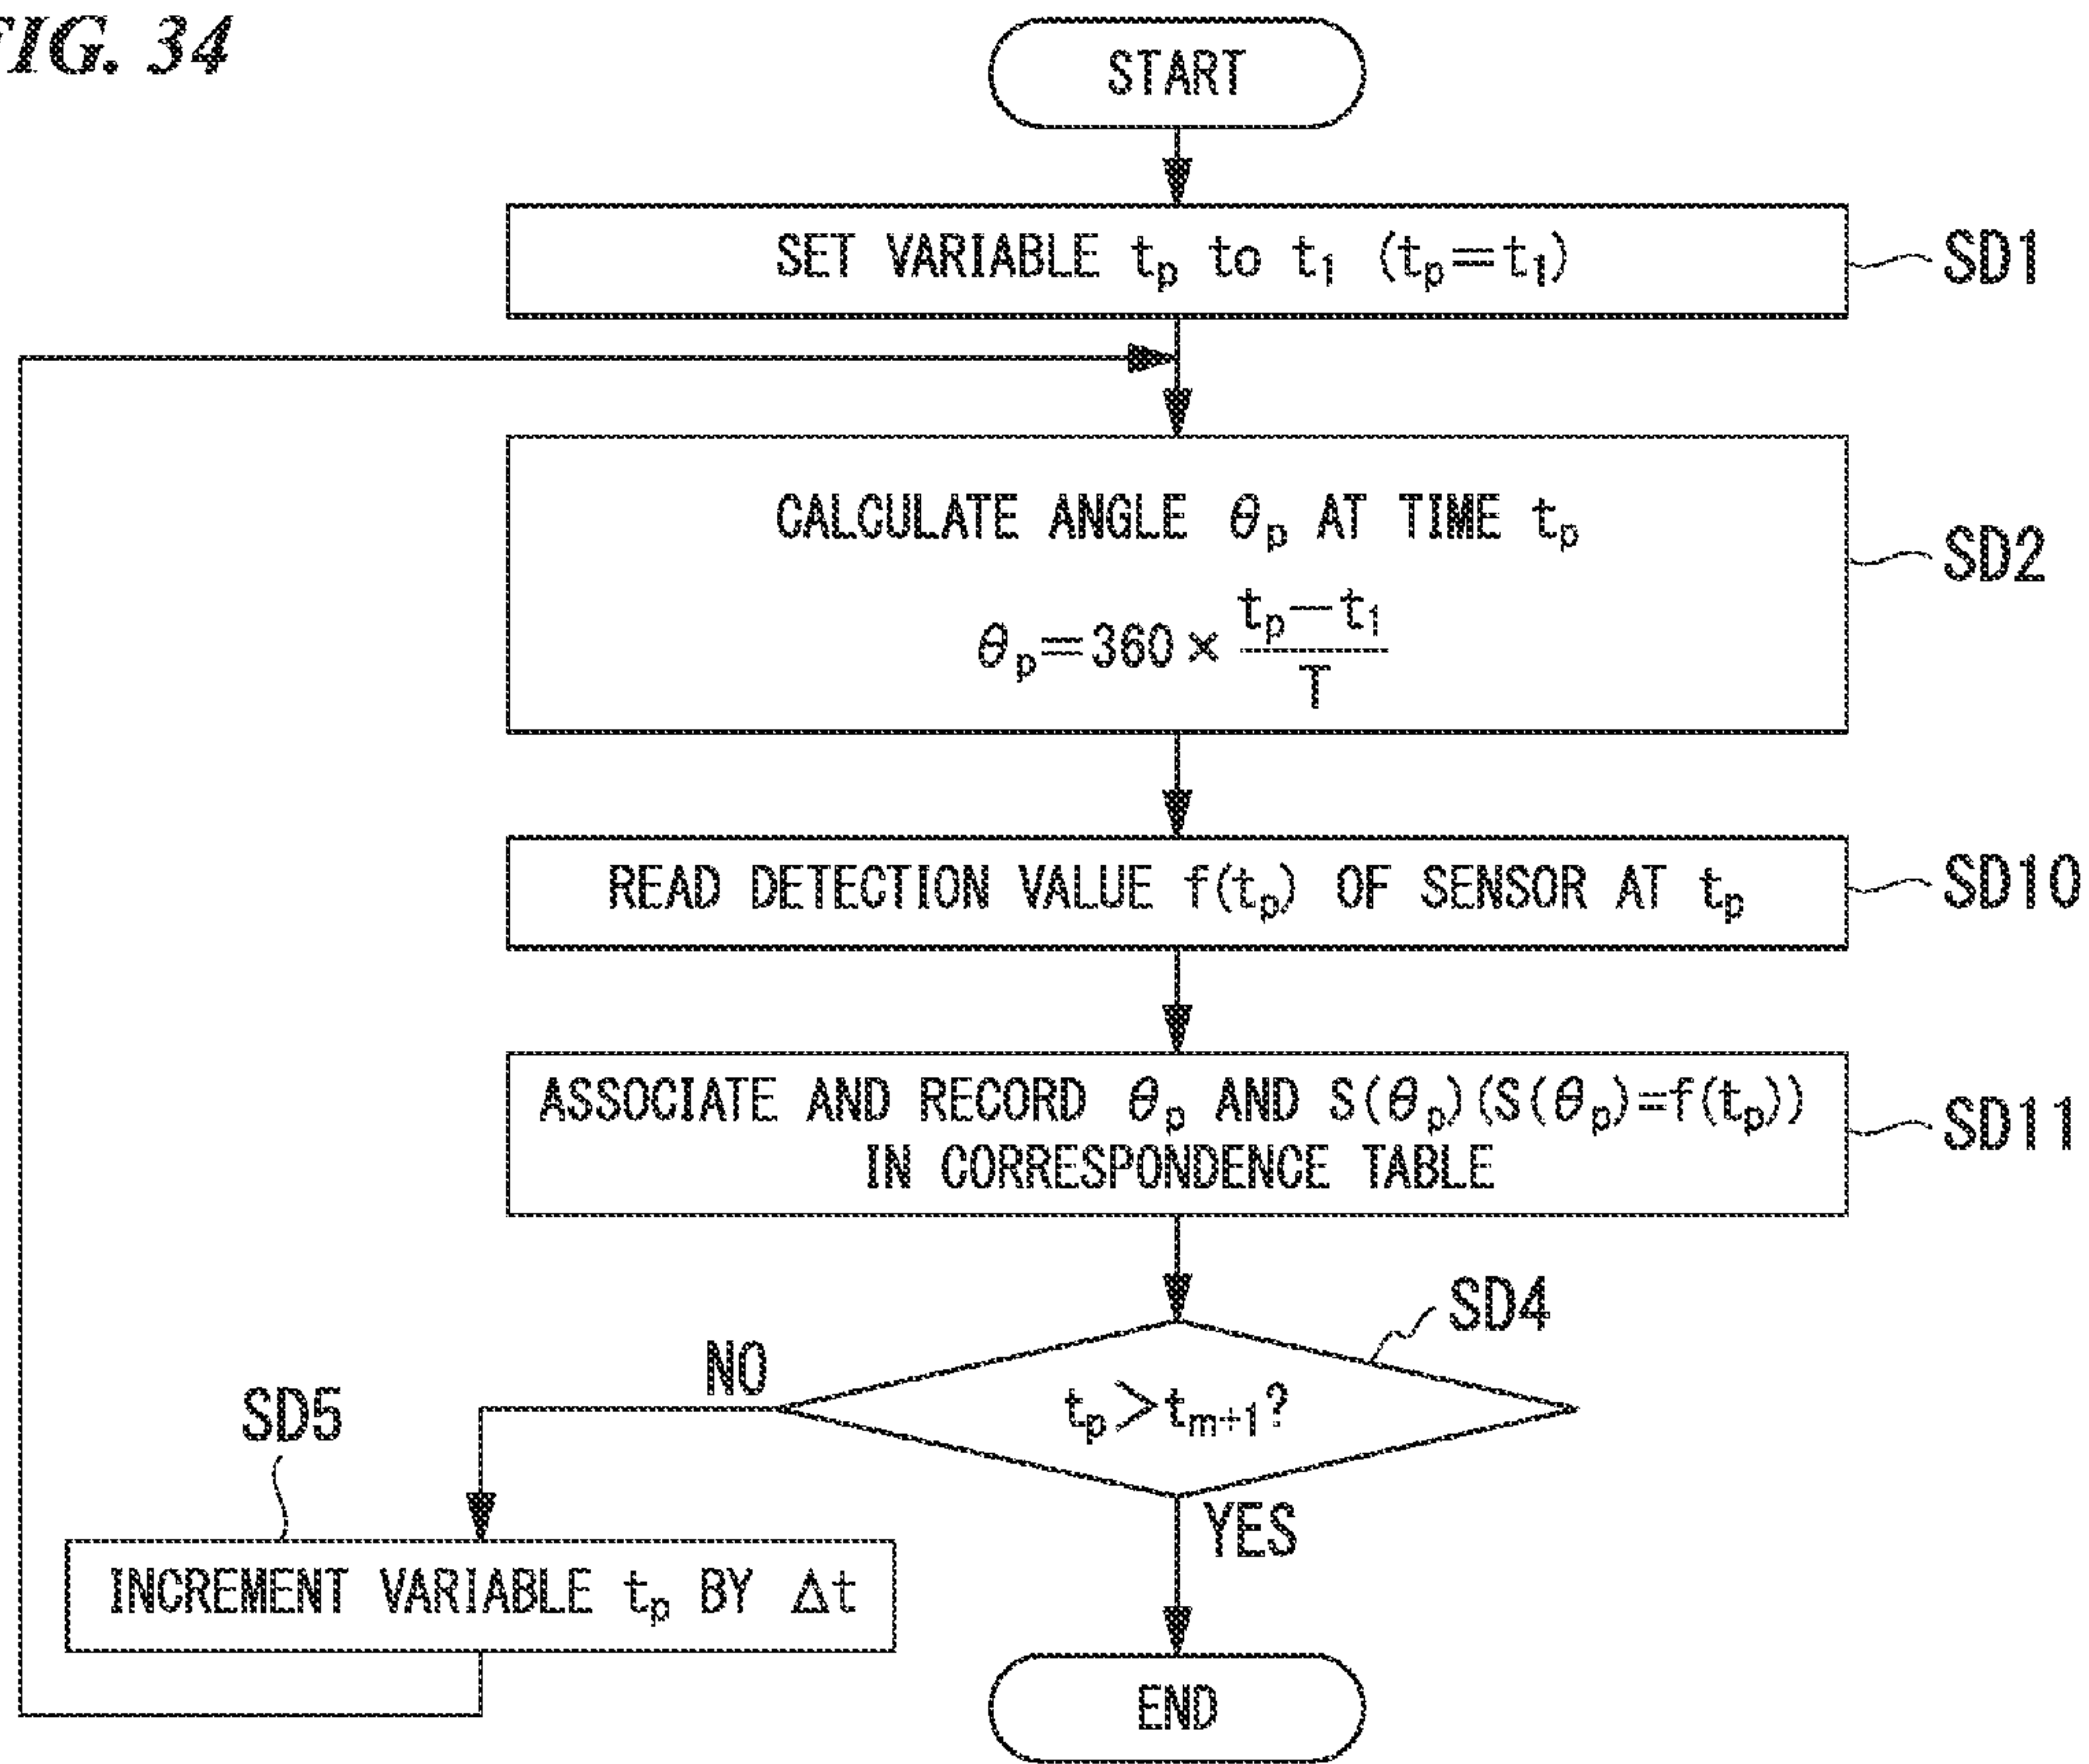 FIG. 34
START
SET VARIABLE tp to t1 (tp=t1)
SD1
CALCULATE ANGLE θp AT TIME tp
θp=360× tp−t1
T
SD2
READ DETECTION VALUE f(tp) OF SENSOR AT tp
SD10
ASSOCIATE AND RECORD θp AND S(θp)(S(θp)=f(tp))
IN CORRESPONDENCE TABLE
SD11
SD4
NO
tp>tm+1?
SD5
YES
INCREMENT VARIABLE tp BY Δt
END